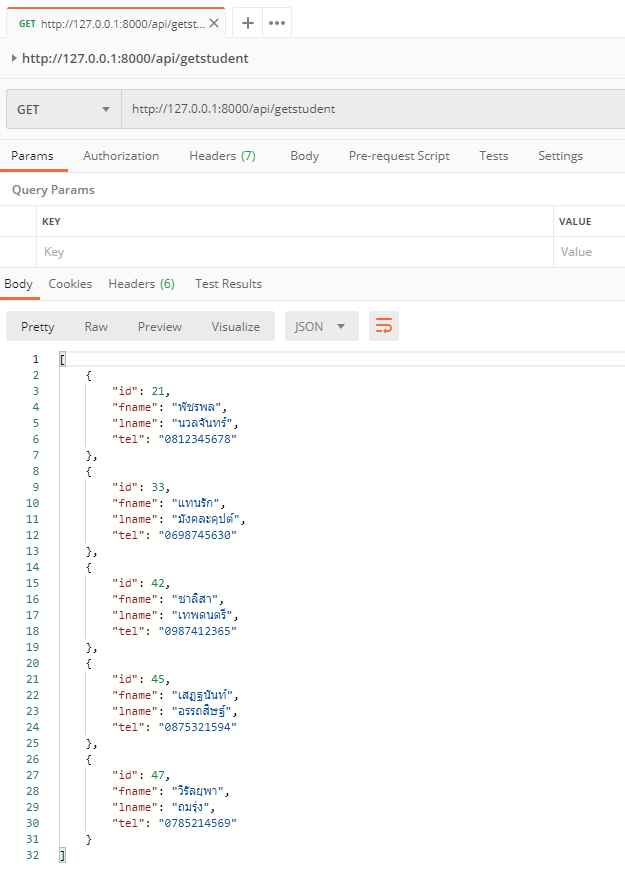 GET http://127.0.0.1:8000/api/getst...
http://127.0.0.1:8000/api/getstudent
GET http://127.0.0.1:8000/api/getstudent
Params Authorization Headers (7) Body Pre-request Script Tests Settings
Query Params
KEY VALUE
Key Value
Body Cookies Headers (6) Test Results
Pretty Raw Preview Visualize JSON
1 [
2 {
3 "id": 21,
4 "fname": "พัชรพล",
5 "lname": "นวลจันทร์",
6 "tel": "0812345678"
7 },
8 {
9 "id": 33,
10 "fname": "แทนรัก",
11 "lname": "มังคละคุปต์",
12 "tel": "0698745630"
13 },
14 {
15 "id": 42,
16 "fname": "ชาลิสา",
17 "lname": "เทพดนตรี",
18 "tel": "0987412365"
19 },
20 {
21 "id": 45,
22 "fname": "เสฏฐนันท์",
23 "lname": "อรรถสิษฐ์",
24 "tel": "0875321594"
25 },
26 {
27 "id": 47,
28 "fname": "วิรัลยุพา",
29 "lname": "ถมรุ่ง",
30 "tel": "0785214569"
31 }
32 ]